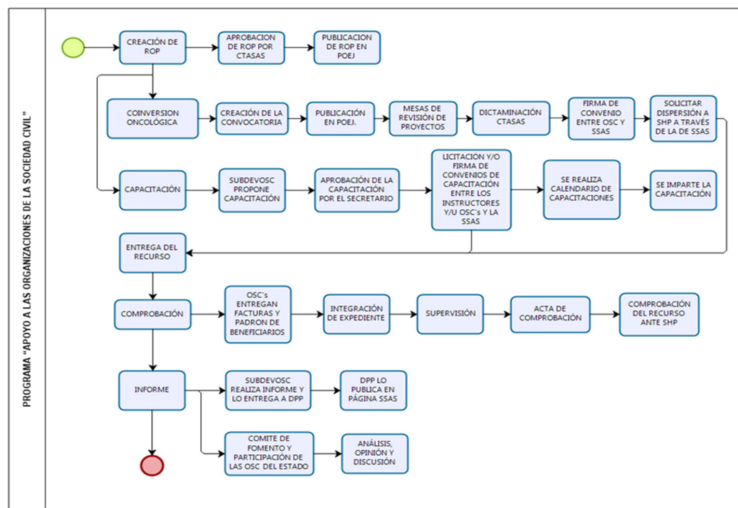 PROGRAMA "APOYO A LAS ORGANIZACIONES DE LA SOCIEDAD CIVIL"
CREACIÓN DE
ROP
APROBACION
DE ROP POR
CTASAS
PUBLICACION
DE ROP EN
POEJ
COINVERSION
ONCOLÓGICA
CREACIÓN DE LA
CONVOCATORIA
PUBLICACIÓN
EN POEJ.
MESAS DE
REVISIÓN DE
PROYECTOS
DICTAMINACIÓN
CTASAS
FIRMA DE
CONVENIO
ENTRE OSC Y
SSAS
SOLICITAR
DISPERSIÓN A
SHP A TRAVÉS
DE LA DE SSAS
CAPACITACIÓN
SUBDEVOSC
PROPONE
CAPACITACIÓN
APROBACIÓN DE LA
CAPACITACIÓN
POR EL SECRETARIO
LICITACIÓN Y/O
FIRMA DE
CONVENIOS DE
CAPACITACIÓN
ENTRE LOS
INSTRUCTORES
Y/U OSC's Y LA
SSAS
SE REALIZA
CALENDARIO DE
CAPACITACIONES
SE IMPARTE LA
CAPACITACIÓN
ENTREGA DEL
RECURSO
COMPROBACIÓN
OSC's
ENTREGAN
FACTURAS Y
PADRON DE
BENEFICIARIOS
INTEGRACIÓN
DE EXPEDIENTE
SUPERVISIÓN
ACTA DE
COMPROBACIÓN
COMPROBACIÓN
DEL RECURSO
ANTE SHP
INFORME
SUBDEVOSC
REALIZA INFORME Y
LO ENTREGA A DPP
DPP LO
PUBLICA EN
PÁGINA SSAS
COMITE DE
FOMENTO Y
PARTICIPACIÓN DE
LAS OSC DEL ESTADO
ANÁLISIS,
OPINIÓN Y
DISCUSIÓN